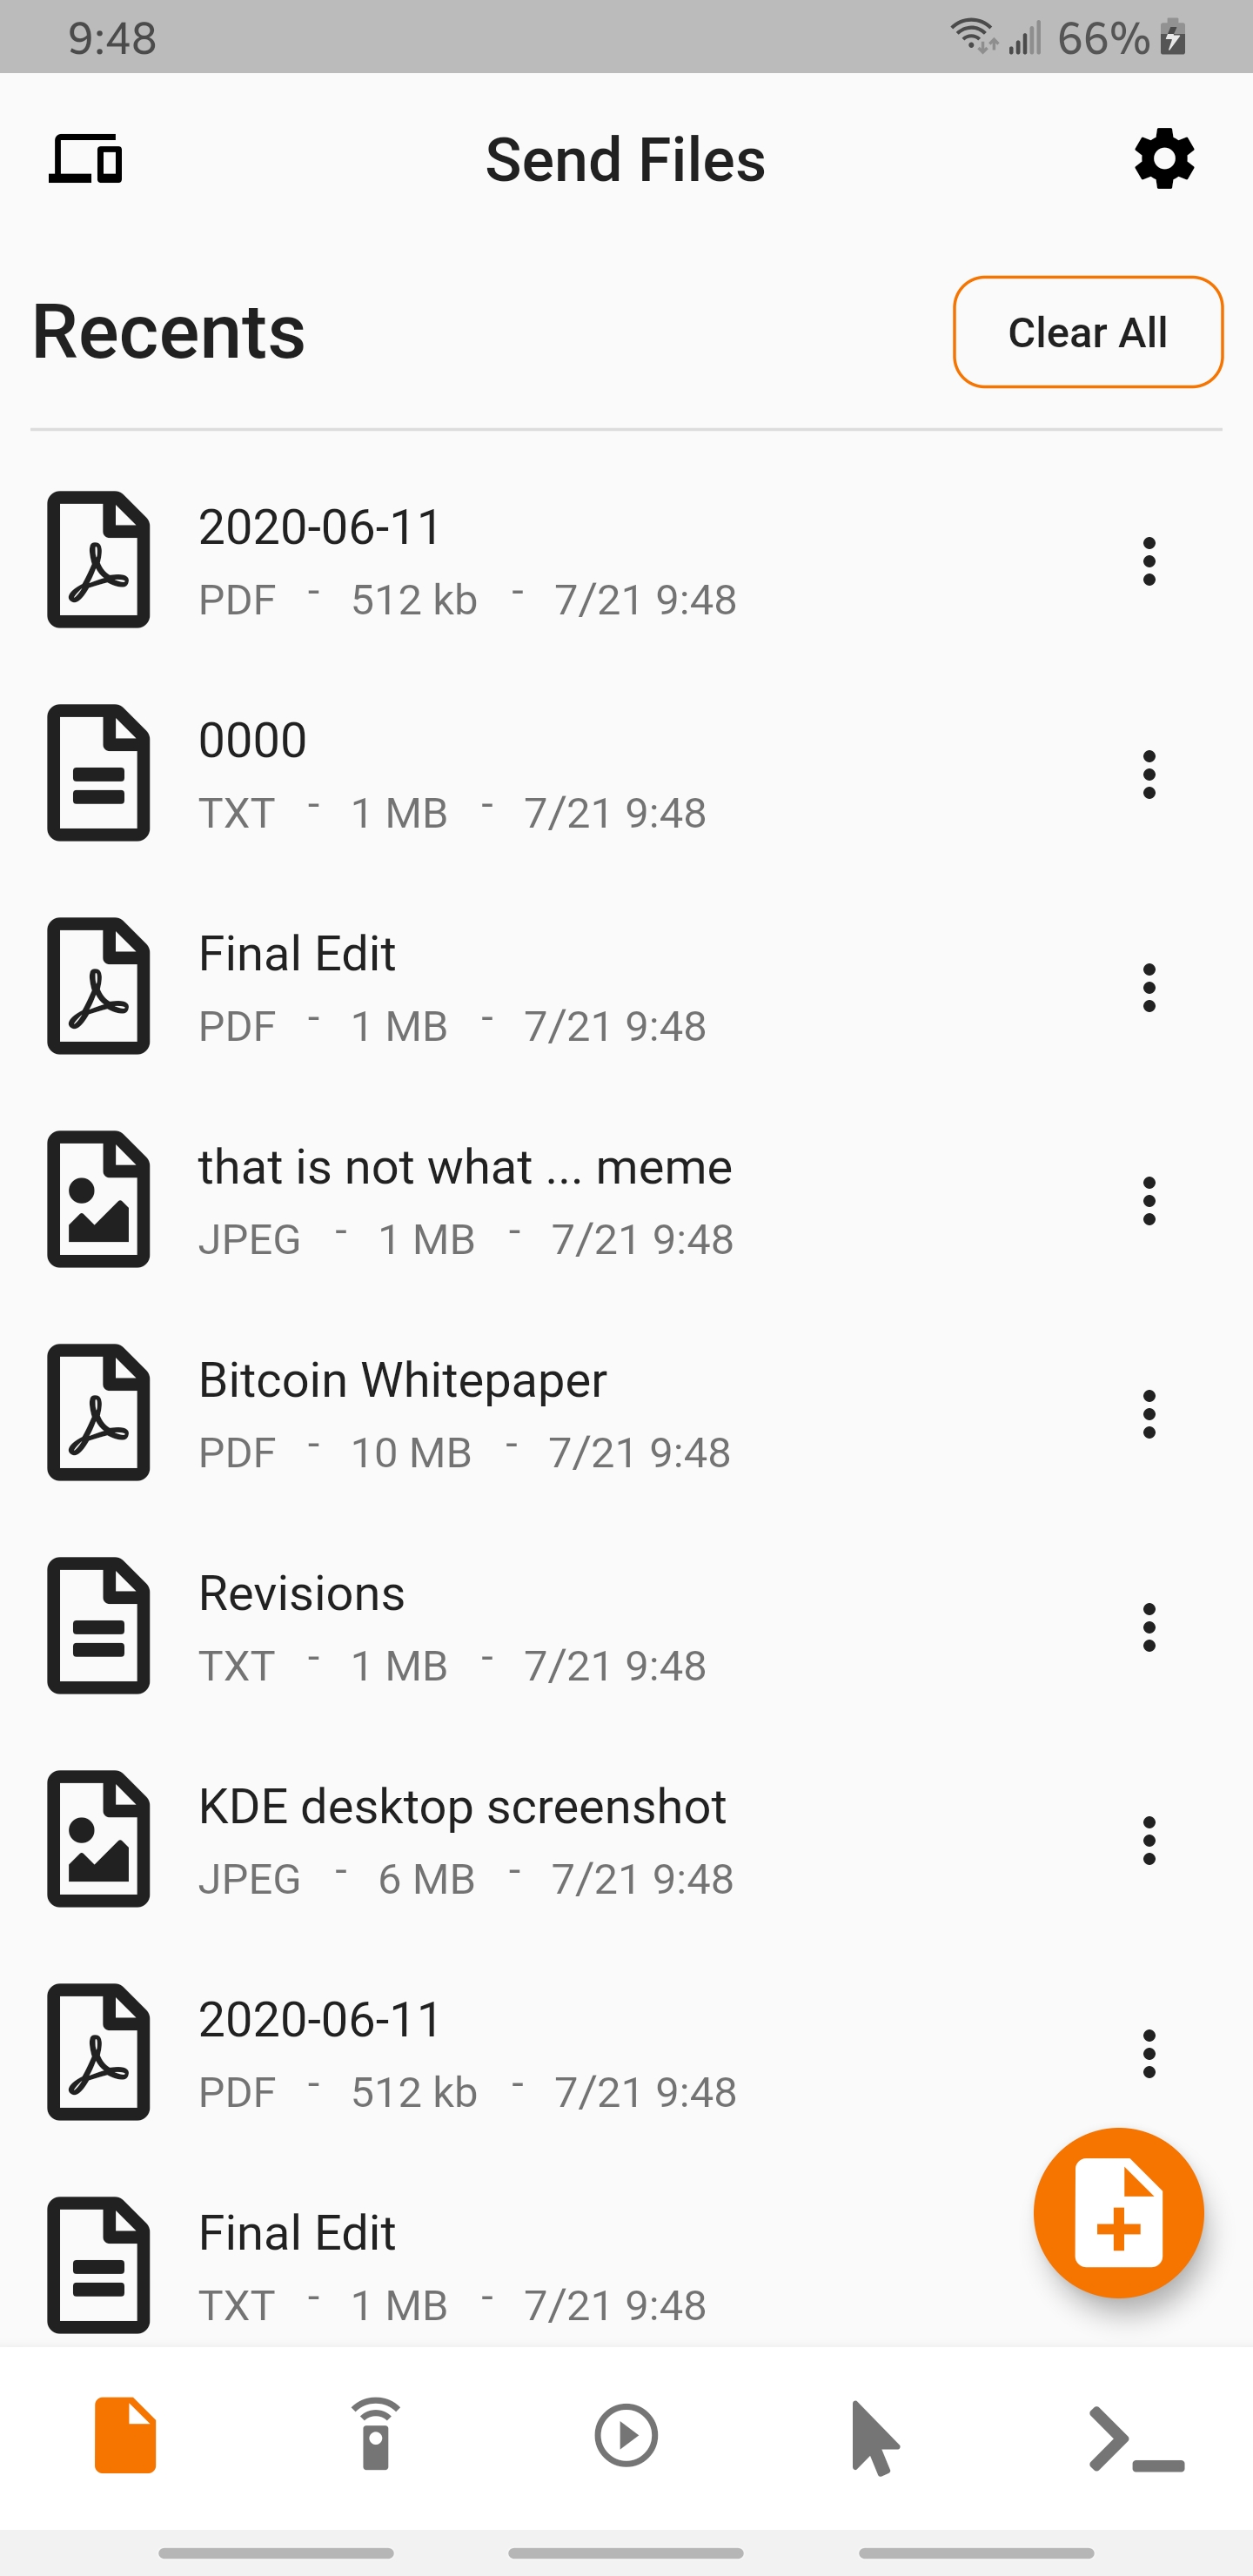 9:48 66%
Send Files
Recents Clear All
2020-06-11
PDF - 512 kb - 7/21 9:48
0000
TXT - 1 MB - 7/21 9:48
Final Edit
PDF - 1 MB - 7/21 9:48
that is not what ... meme
JPEG - 1 MB - 7/21 9:48
Bitcoin Whitepaper
PDF - 10 MB - 7/21 9:48
Revisions
TXT - 1 MB - 7/21 9:48
KDE desktop screenshot
JPEG - 6 MB - 7/21 9:48
2020-06-11
PDF - 512 kb - 7/21 9:48
Final Edit
TXT - 1 MB - 7/21 9:48